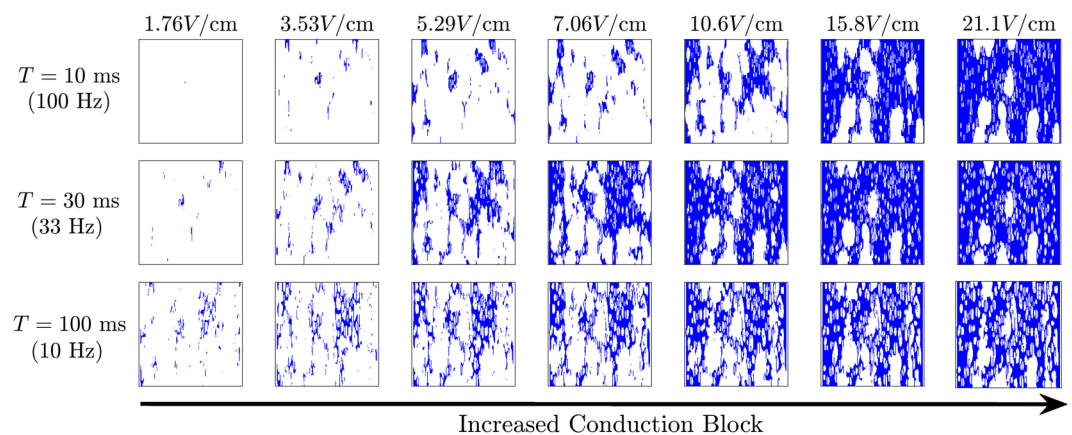 1.76V/cm 3.53V/cm 5.29V/cm 7.06V/cm 10.6V/cm 15.8V/cm 21.1V/cm
T = 10 ms
(100 Hz)
T = 30 ms
(33 Hz)
T = 100 ms
(10 Hz)
Increased Conduction Block